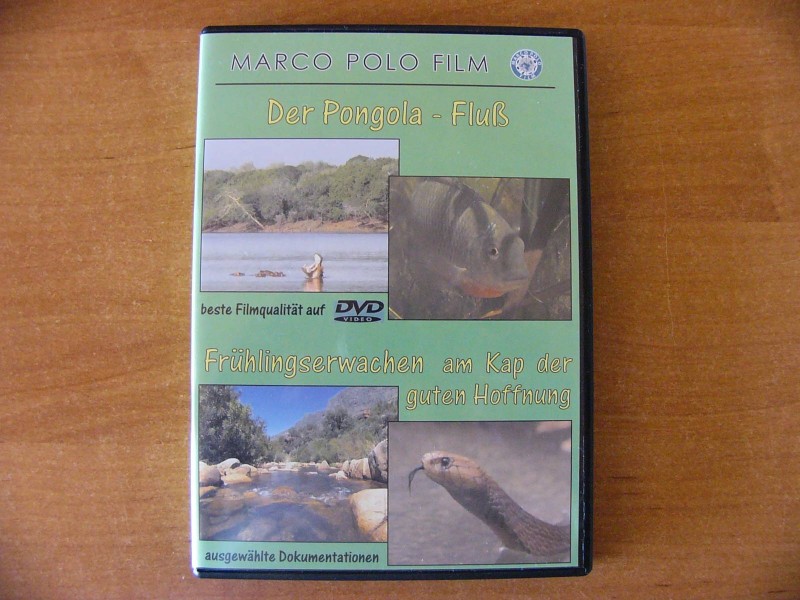 MARCO POLO FILM
Der Pongola - Fluß
beste Filmqualität auf DVD
VIDEO
Frühlingserwachen am Kap der
guten Hoffnung
ausgewählte Dokumentationen